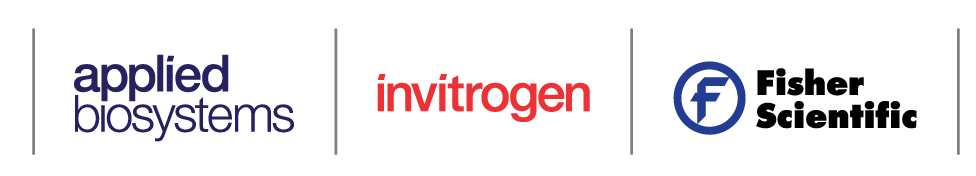 applied
biosystems
invitrogen
Fisher
Scientific